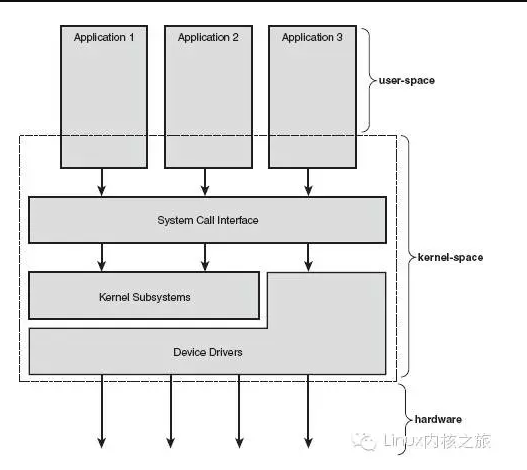 Application 1
Application 2
Application 3
user-space
System Call Interface
kernel-space
Kernel Subsystems
Device Drivers
hardware
Linux内核之旅